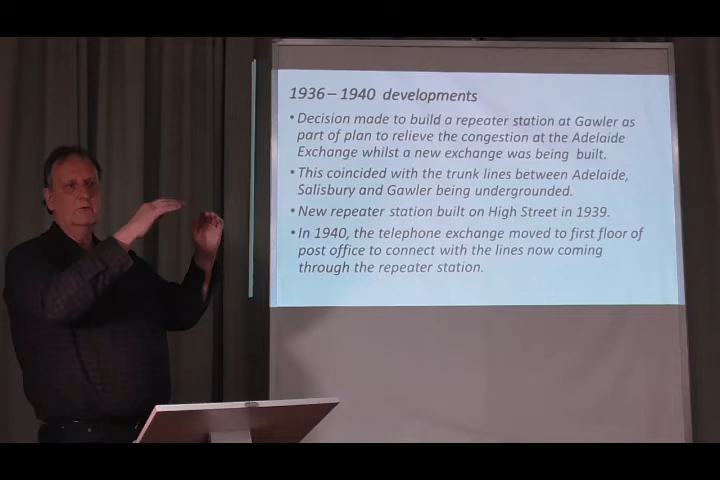 1936 – 1940 developments
• Decision made to build a repeater station at Gawler as
part of plan to relieve the congestion at the Adelaide
Exchange whilst a new exchange was being built.
• This coincided with the trunk lines between Adelaide,
Salisbury and Gawler being undergrounded.
• New repeater station built on High Street in 1939.
• In 1940, the telephone exchange moved to first floor of
post office to connect with the lines now coming
through the repeater station.